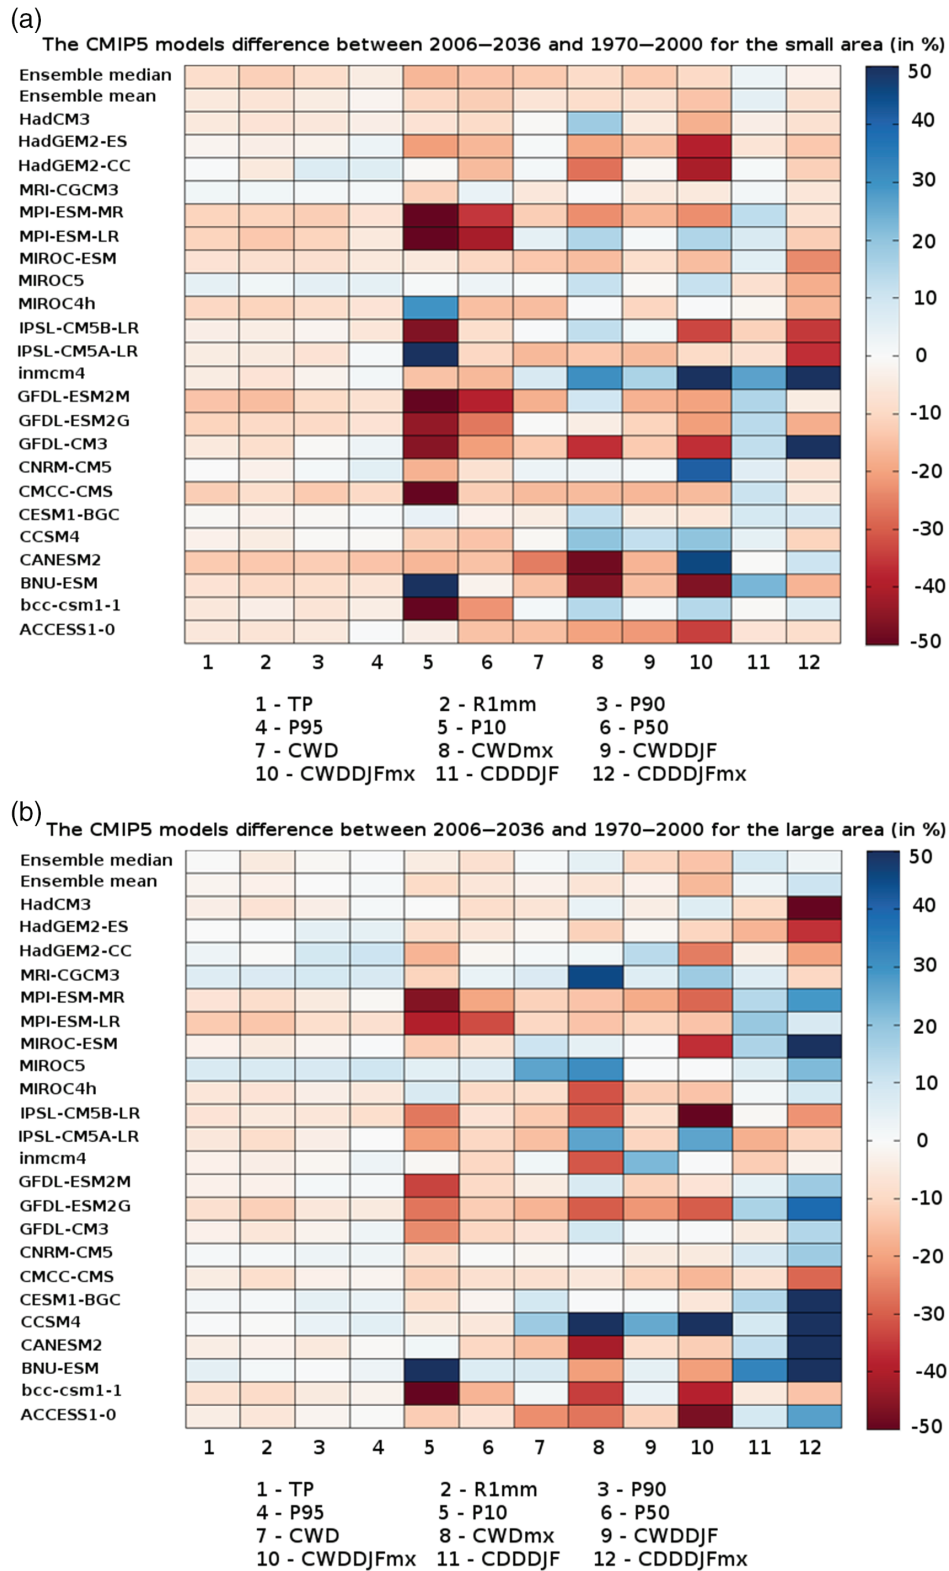 (a)
The CMIP5 models difference between 2006−2036 and 1970−2000 for the small area (in %)
Ensemble median
Ensemble mean
HadCM3
HadGEM2-ES
HadGEM2-CC
MRI-CGCM3
MPI-ESM-MR
MPI-ESM-LR
MIROC-ESM
MIROC5
MIROC4h
IPSL-CM5B-LR
IPSL-CM5A-LR
inmcm4
GFDL-ESM2M
GFDL-ESM2G
GFDL-CM3
CNRM-CM5
CMCC-CMS
CESM1-BGC
CCSM4
CANESM2
BNU-ESM
bcc-csm1-1
ACCESS1-0
50
40
30
20
10
0
-10
-20
-30
-40
-50
1 2 3 4 5 6 7 8 9 10 11 12
1 - TP 2 - R1mm 3 - P90
4 - P95 5 - P10 6 - P50
7 - CWD 8 - CWDmx 9 - CWDDJF
10 - CWDDJFmx 11 - CDDDJF 12 - CDDDJFmx
(b)
The CMIP5 models difference between 2006−2036 and 1970−2000 for the large area (in %)
Ensemble median
Ensemble mean
HadCM3
HadGEM2-ES
HadGEM2-CC
MRI-CGCM3
MPI-ESM-MR
MPI-ESM-LR
MIROC-ESM
MIROC5
MIROC4h
IPSL-CM5B-LR
IPSL-CM5A-LR
inmcm4
GFDL-ESM2M
GFDL-ESM2G
GFDL-CM3
CNRM-CM5
CMCC-CMS
CESM1-BGC
CCSM4
CANESM2
BNU-ESM
bcc-csm1-1
ACCESS1-0
50
40
30
20
10
0
-10
-20
-30
-40
-50
1 2 3 4 5 6 7 8 9 10 11 12
1 - TP 2 - R1mm 3 - P90
4 - P95 5 - P10 6 - P50
7 - CWD 8 - CWDmx 9 - CWDDJF
10 - CWDDJFmx 11 - CDDDJF 12 - CDDDJFmx